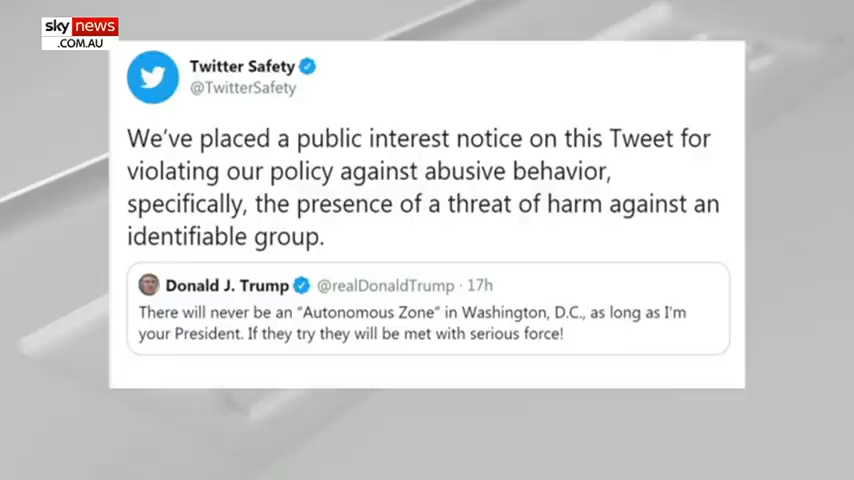 sky news
.COM.AU
Twitter Safety
@TwitterSafety
We've placed a public interest notice on this Tweet for
violating our policy against abusive behavior,
specifically, the presence of a threat of harm against an
identifiable group.
Donald J. Trump @realDonaldTrump · 17h
There will never be an “Autonomous Zone” in Washington, D.C., as long as I'm
your President. If they try they will be met with serious force!